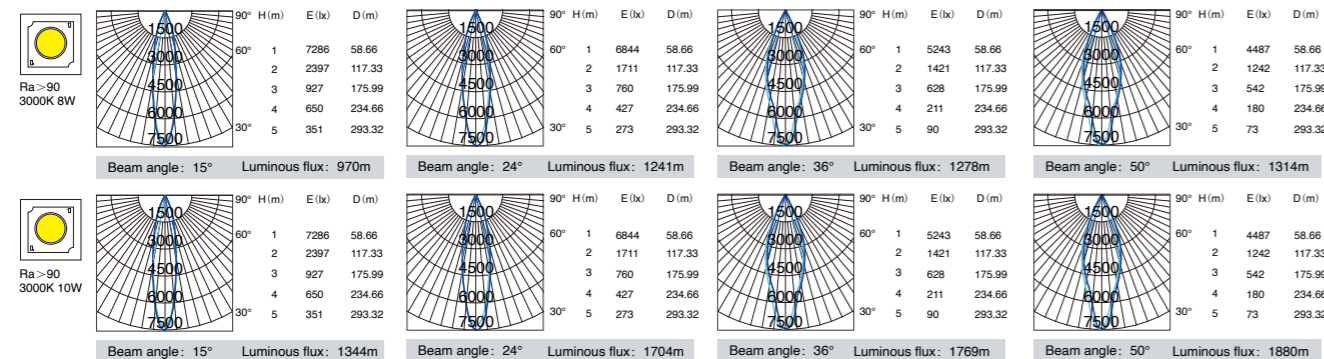 90° H(m) E(lx) D(m)
1500
60° 1 7286 58.66
3000
2 2397 117.33
4500
3 927 175.99
6000
4 650 234.66
7500
30° 5 351 293.32
Beam angle: 15° Luminous flux: 970m
90° H(m) E(lx) D(m)
1500
60° 1 6844 58.66
3000
2 1711 117.33
4500
3 760 175.99
6000
4 427 234.66
7500
30° 5 273 293.32
Beam angle: 24° Luminous flux: 1241m
90° H(m) E(lx) D(m)
1500
60° 1 5243 58.66
3000
2 1421 117.33
4500
3 628 175.99
6000
4 211 234.66
7500
30° 5 90 293.32
Beam angle: 36° Luminous flux: 1278m
90° H(m) E(lx) D(m)
1500
60° 1 4487 58.66
3000
2 1242 117.33
4500
3 542 175.99
6000
4 180 234.66
7500
30° 5 73 293.32
Beam angle: 50° Luminous flux: 1314m
Ra>90
3000K 8W
90° H(m) E(lx) D(m)
1500
60° 1 7286 58.66
3000
2 2397 117.33
4500
3 927 175.99
6000
4 650 234.66
7500
30° 5 351 293.32
Beam angle: 15° Luminous flux: 1344m
90° H(m) E(lx) D(m)
1500
60° 1 6844 58.66
3000
2 1711 117.33
4500
3 760 175.99
6000
4 427 234.66
7500
30° 5 273 293.32
Beam angle: 24° Luminous flux: 1704m
90° H(m) E(lx) D(m)
1500
60° 1 5243 58.66
3000
2 1421 117.33
4500
3 628 175.99
6000
4 211 234.66
7500
30° 5 90 293.32
Beam angle: 36° Luminous flux: 1769m
90° H(m) E(lx) D(m)
1500
60° 1 4487 58.66
3000
2 1242 117.33
4500
3 542 175.99
6000
4 180 234.66
7500
30° 5 73 293.32
Beam angle: 50° Luminous flux: 1880m
Ra>90
3000K 10W